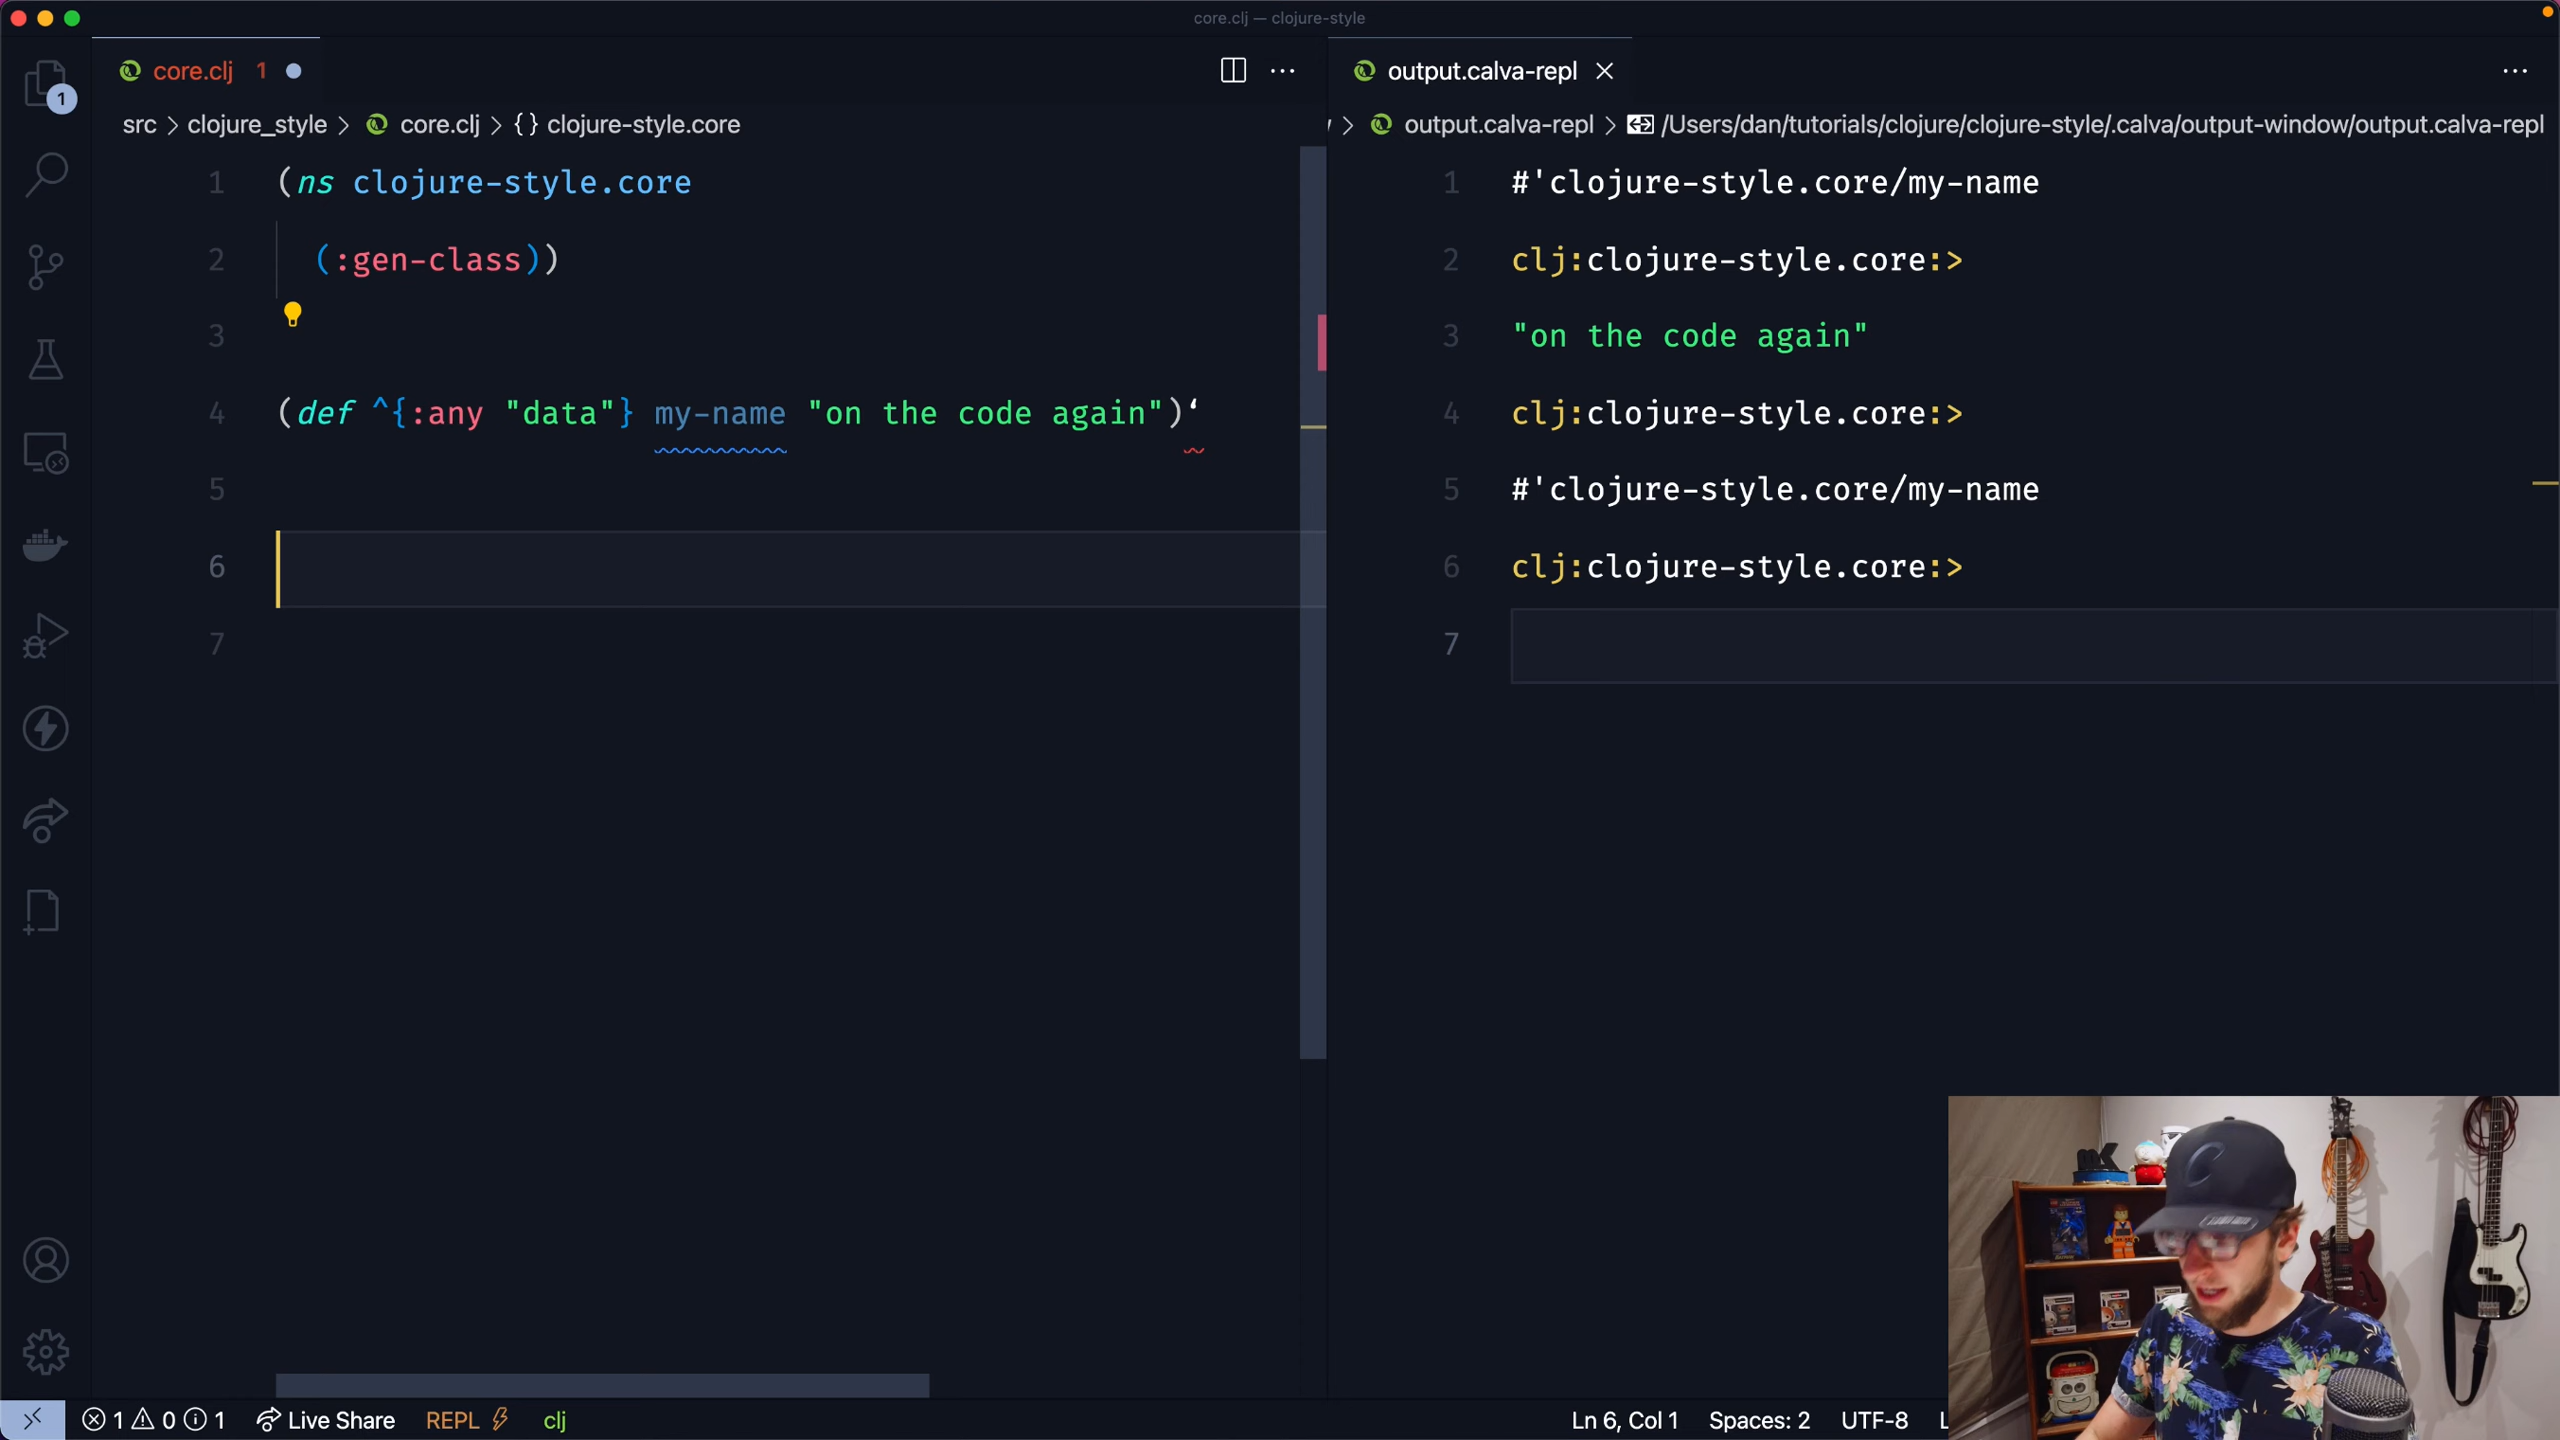 core.clj — clojure-style
core.clj 1
output.calva-repl
1
src > clojure_style > core.clj > {} clojure-style.core
> output.calva-repl > /Users/dan/tutorials/clojure/clojure-style/.calva/output-window/output.calva-repl
1 (ns clojure-style.core
2 (:gen-class))
3
4 (def ^{:any "data"} my-name "on the code again")‘
5
6
7
1 #'clojure-style.core/my-name
2 clj:clojure-style.core:>
3 "on the code again"
4 clj:clojure-style.core:>
5 #'clojure-style.core/my-name
6 clj:clojure-style.core:>
7
1 0 1 Live Share REPL clj
Ln 6, Col 1 Spaces: 2 UTF-8 L